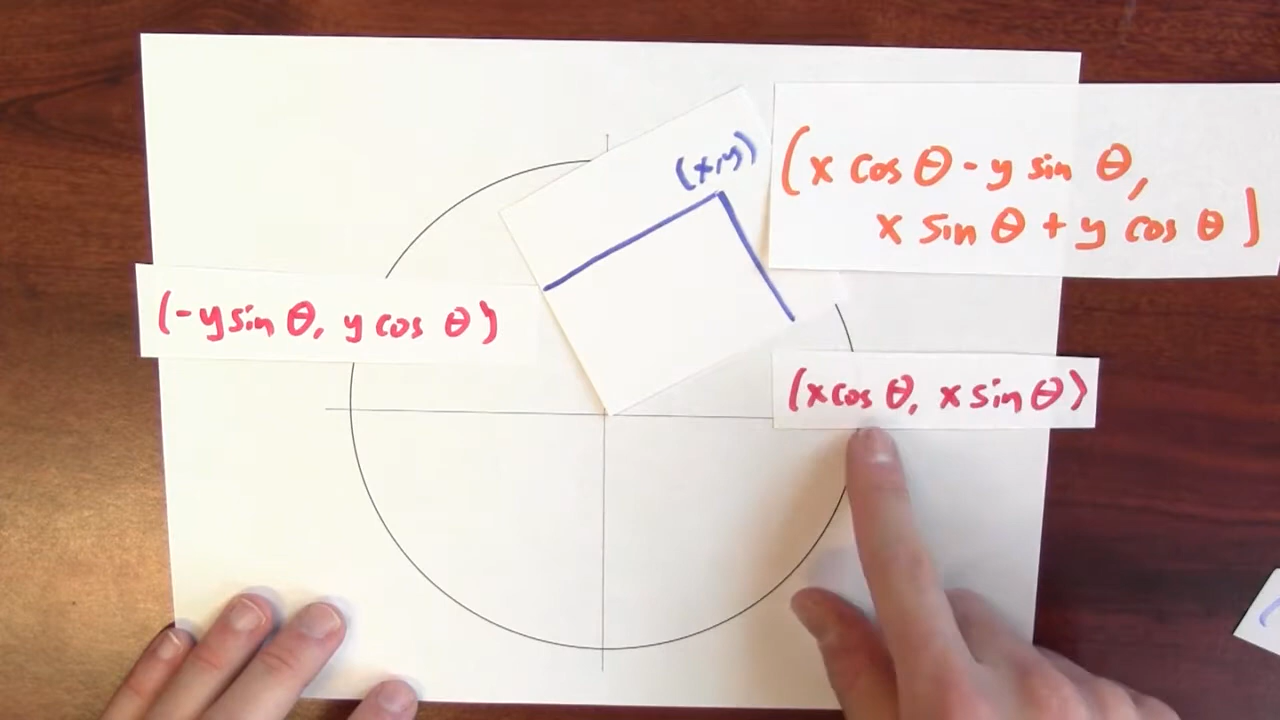 (x,y)
(x cos θ - y sin θ,
x sin θ + y cos θ)
(-y sin θ, y cos θ)
(x cos θ, x sin θ)